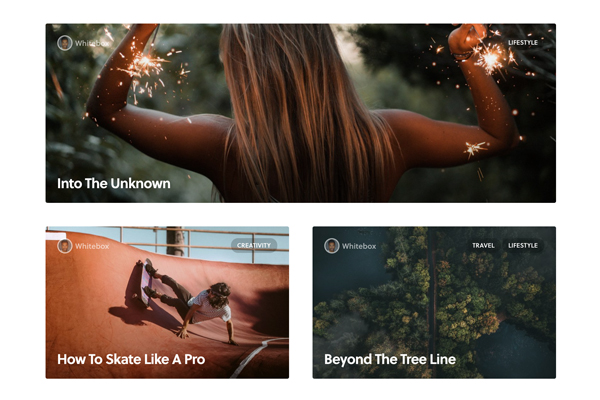 Whitebox
LIFESTYLE
Into The Unknown
Whitebox
CREATIVITY
How To Skate Like A Pro
Whitebox
TRAVEL
LIFESTYLE
Beyond The Tree Line